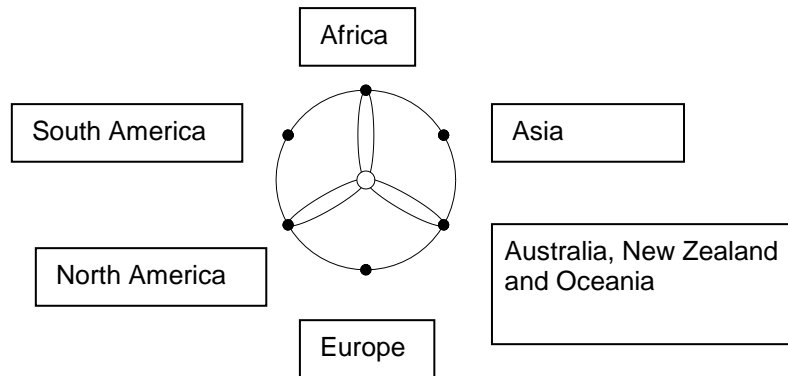 Africa
South America
Asia
North America
Australia, New Zealand
and Oceania
Europe